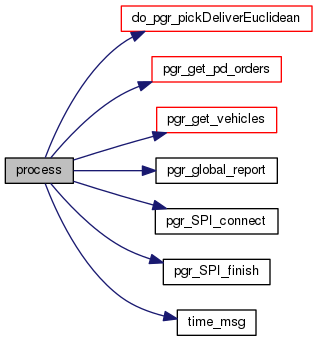 do_pgr_pickDeliverEuclidean
pgr_get_pd_orders
pgr_get_vehicles
process
pgr_global_report
pgr_SPI_connect
pgr_SPI_finish
time_msg